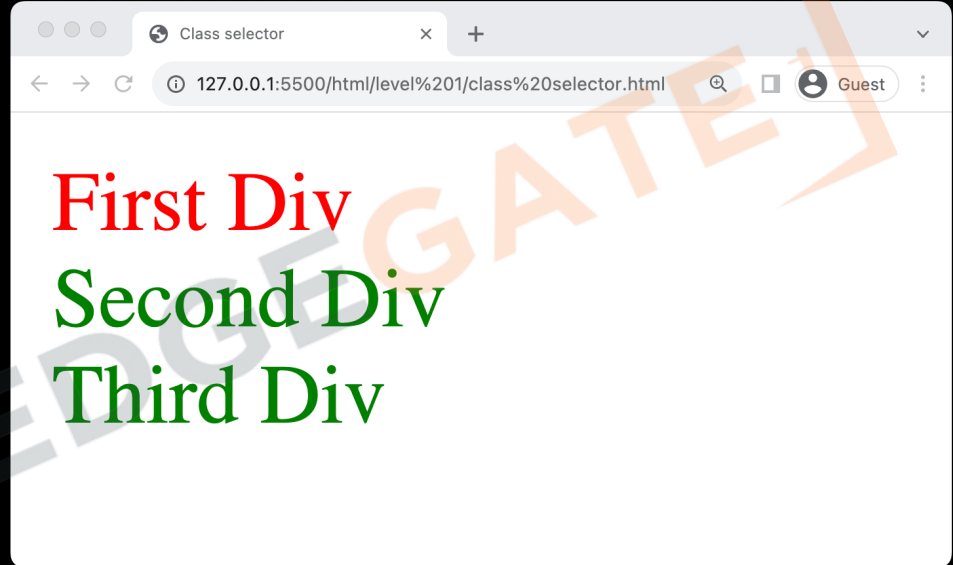 Class selector
127.0.0.1:5500/html/level%201/class%20selector.html
Guest
First Div
Second Div
Third Div
EDGEGATE